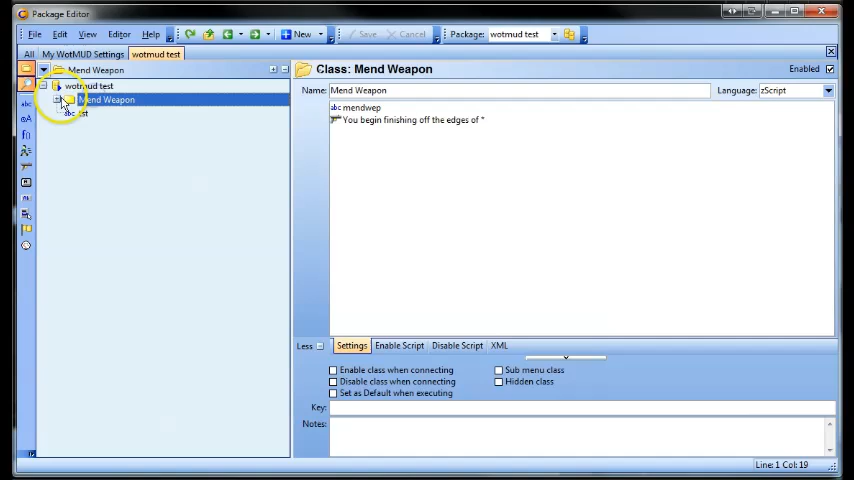 Package Editor
File Edit View Editor Help New Save Cancel Package: wotmud test
All My WotMUD Settings wotmud test
Mend Weapon
wotmud test
Mend Weapon
Class: Mend Weapon Enabled
Name: Mend Weapon Language: zScript
mendwep
You begin finishing off the edges of *
Less Settings Enable Script Disable Script XML
Enable class when connecting Sub menu class
Disable class when connecting Hidden class
Set as Default when executing
Key:
Notes:
Line: 1 Col: 19